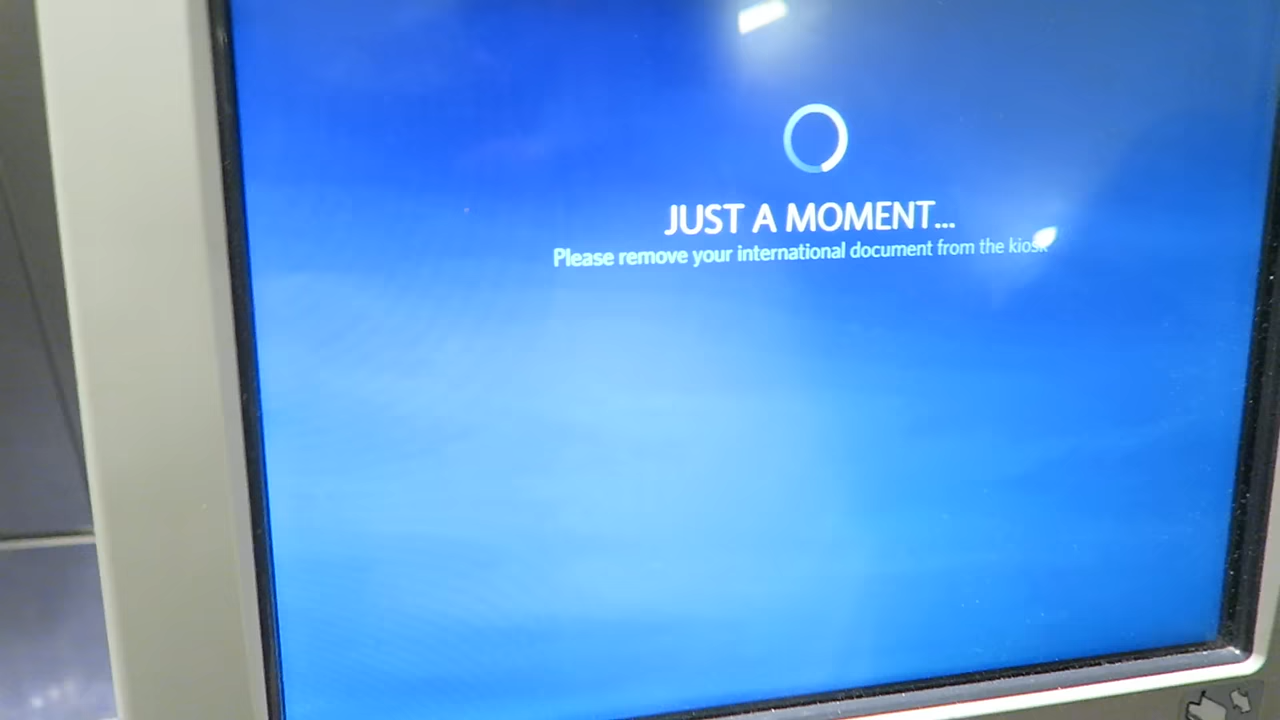 JUST A MOMENT...
Please remove your international document from the kiosk